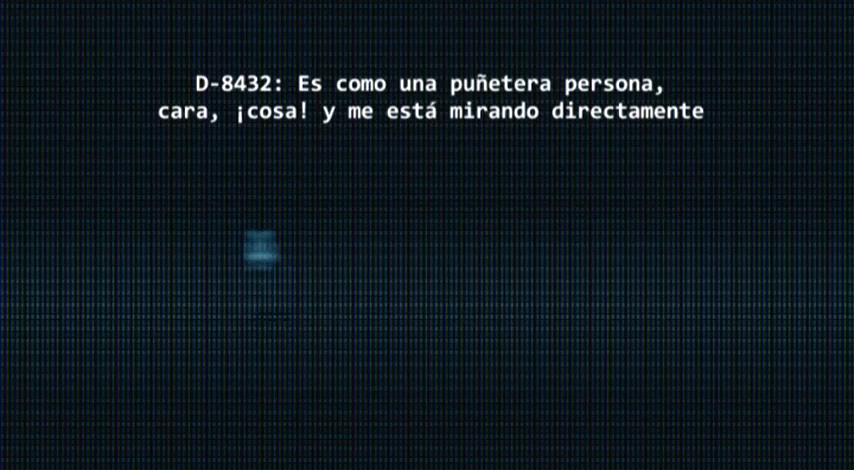 D-8432: Es como una puñetera persona,
cara, ¡cosa! y me está mirando directamente